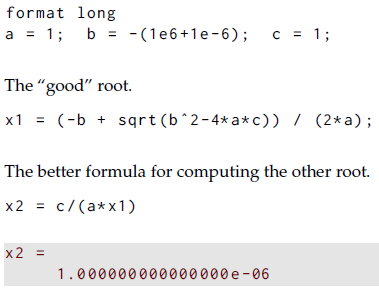 format long
a = 1;  b = -(1e6+1e-6);  c = 1;
The “good” root.
x1 = (-b + sqrt(b^2-4*a*c)) / (2*a);
The better formula for computing the other root.
x2 = c/(a*x1)
x2 =
1.000000000000000e-06